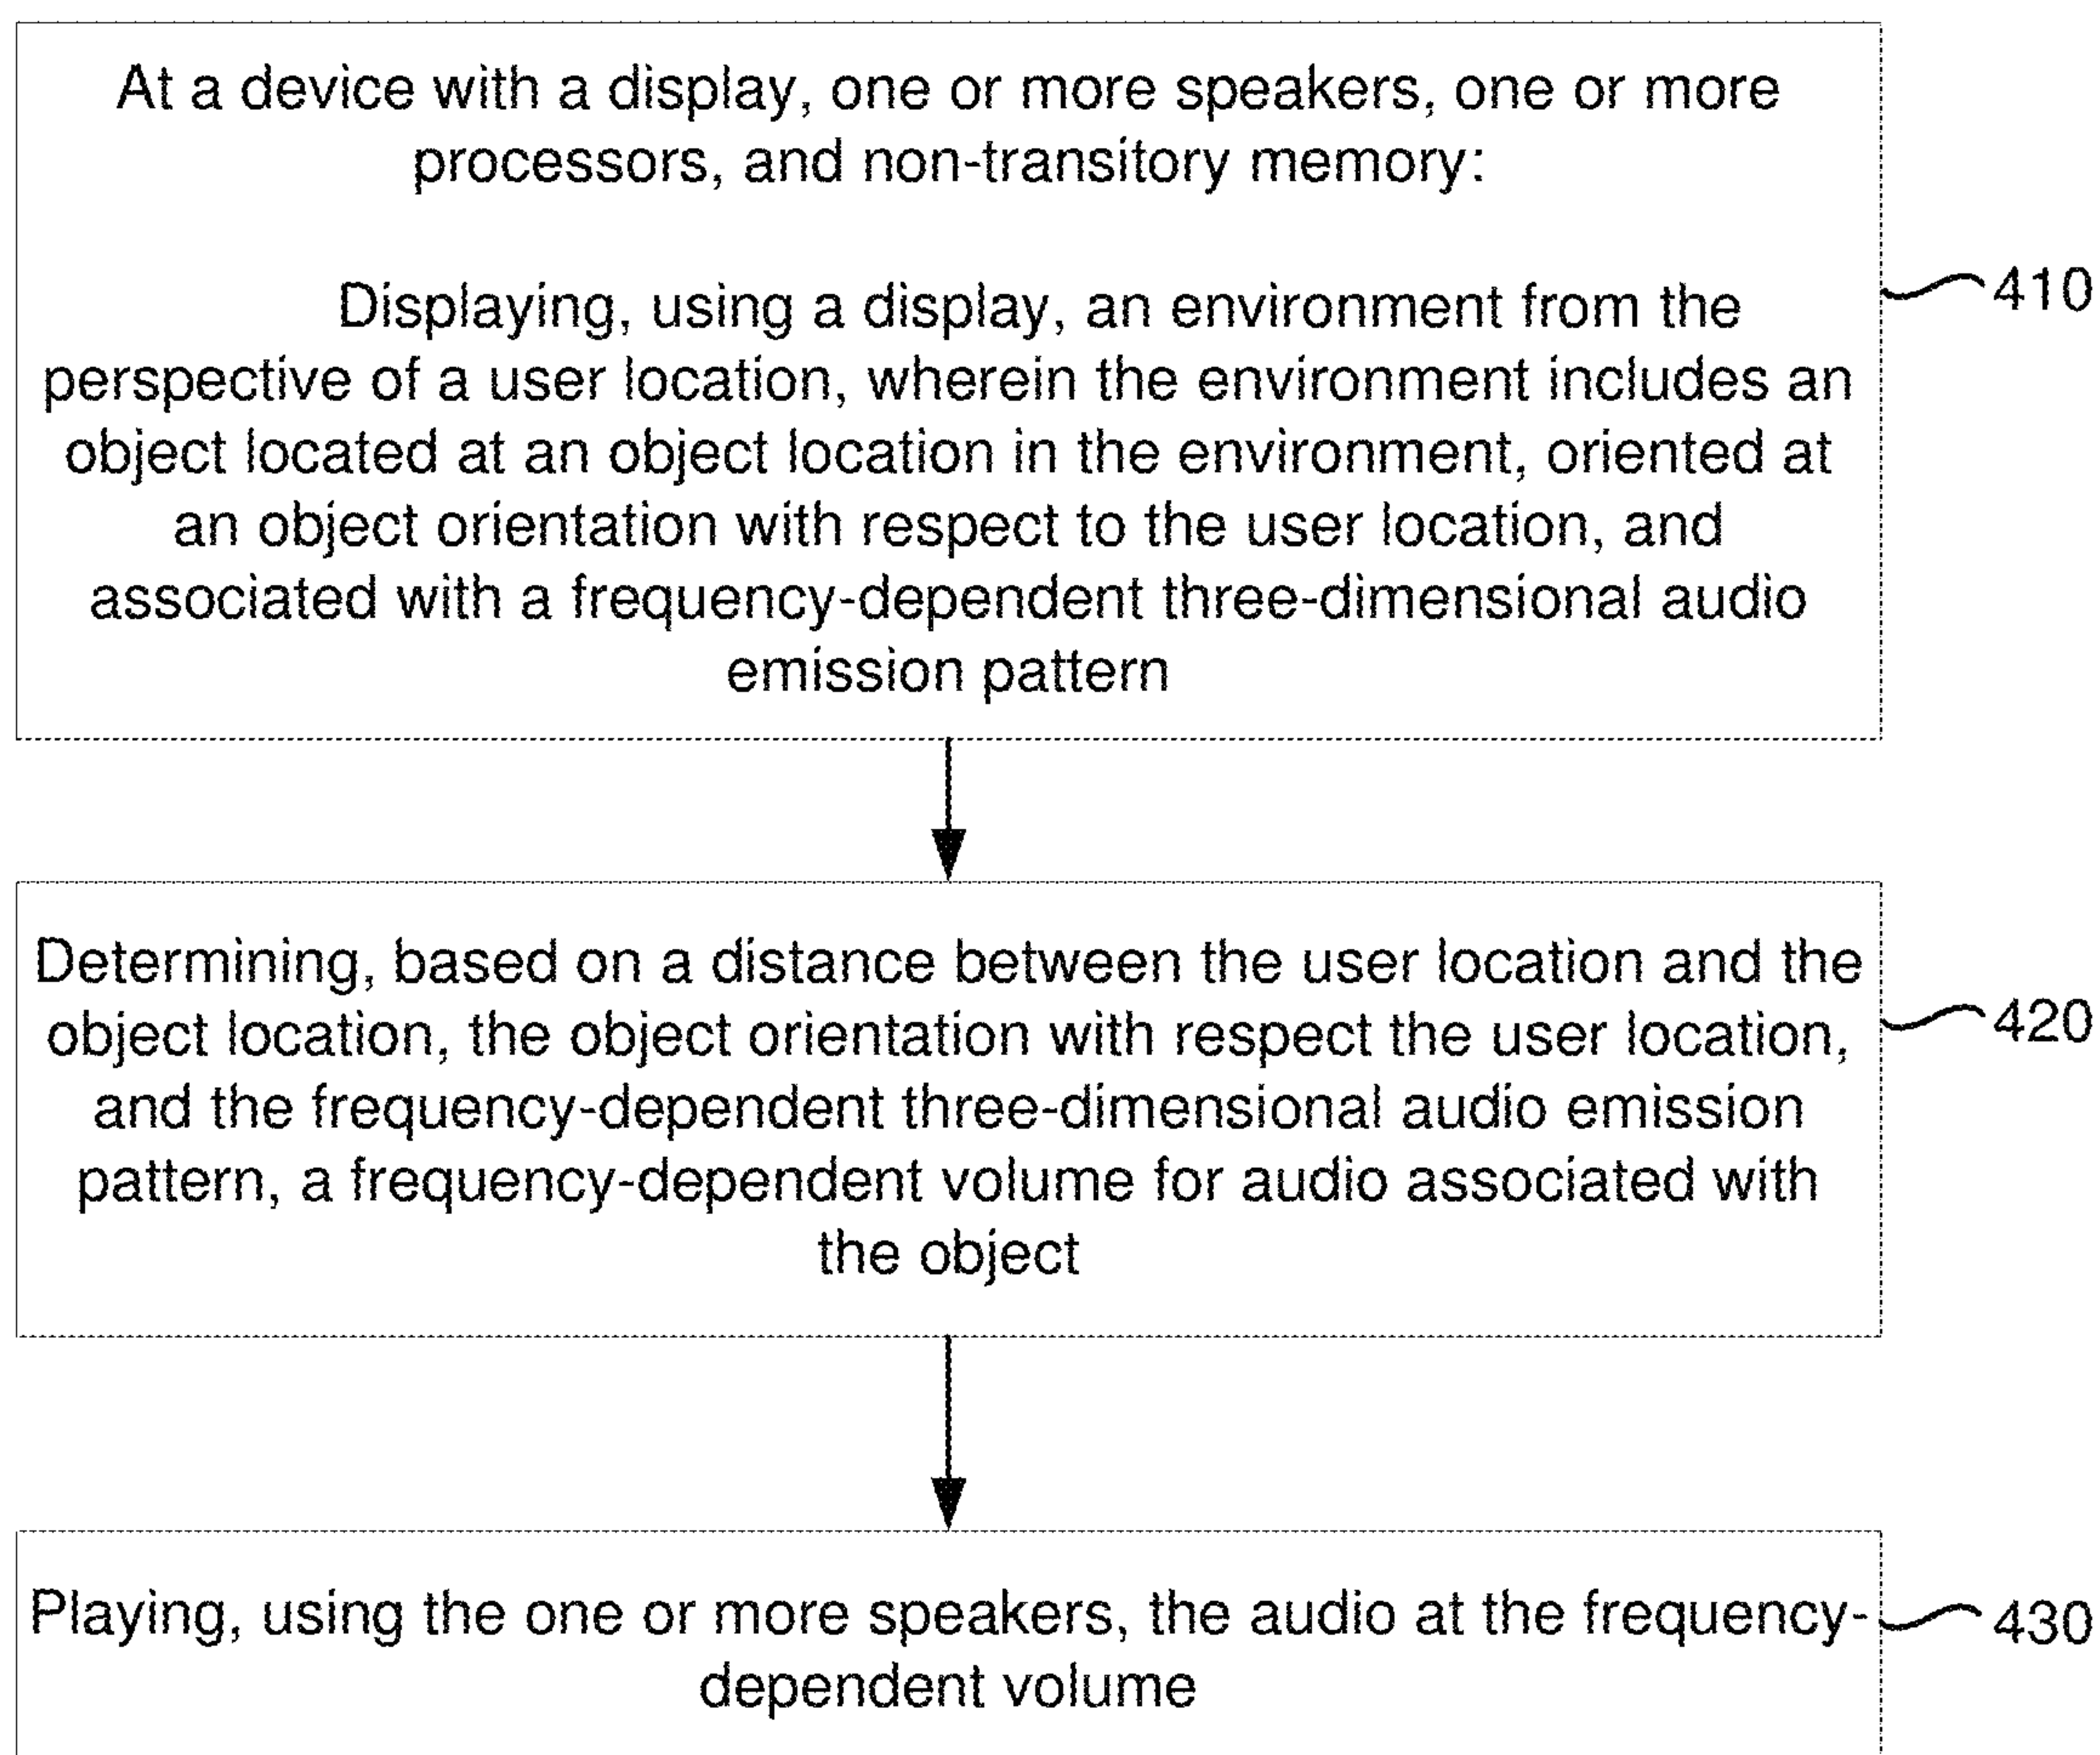 At a device with a display, one or more speakers, one or more
processors, and non-transitory memory:
Displaying, using a display, an environment from the
perspective of a user location, wherein the environment includes an
object located at an object location in the environment, oriented at
an object orientation with respect to the user location, and
associated with a frequency-dependent three-dimensional audio
emission pattern
410
Determining, based on a distance between the user location and the
object location, the object orientation with respect the user location,
and the frequency-dependent three-dimensional audio emission
pattern, a frequency-dependent volume for audio associated with
the object
420
Playing, using the one or more speakers, the audio at the frequency-
dependent volume
430